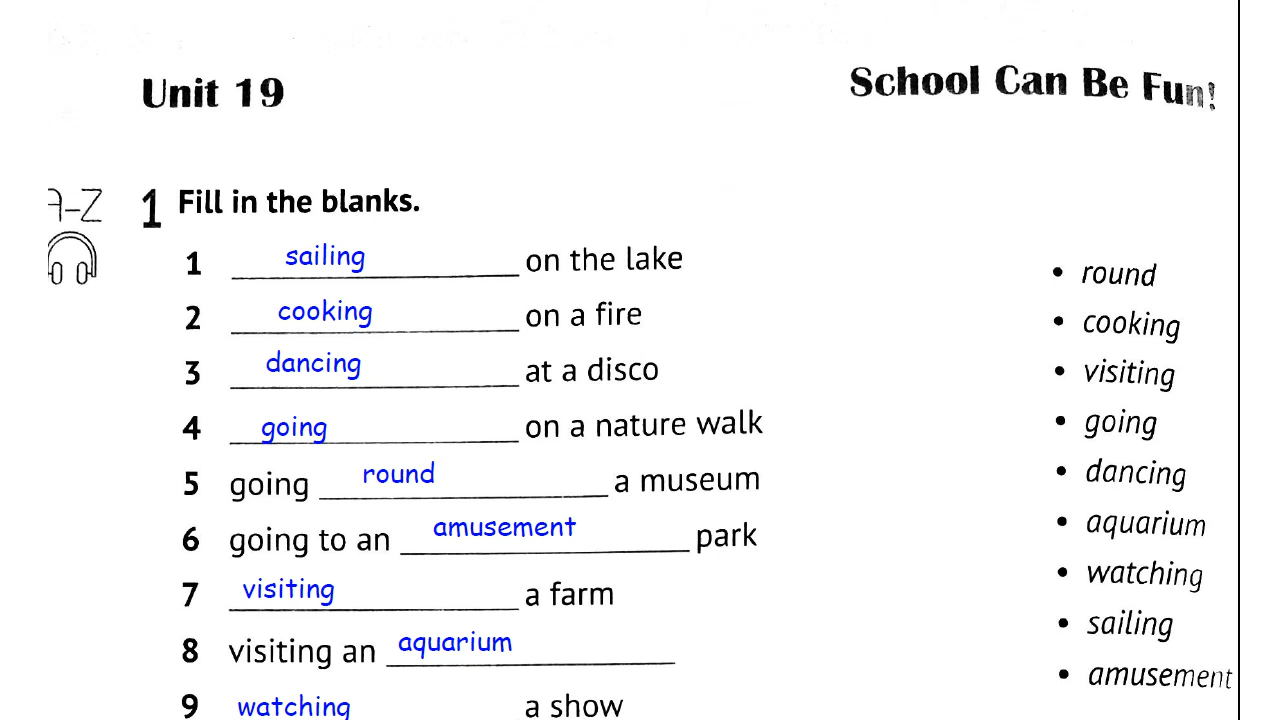 Unit 19
School Can Be Fun!
A-Z
1 Fill in the blanks.
1 sailing on the lake
2 cooking on a fire
3 dancing at a disco
4 going on a nature walk
5 going round a museum
6 going to an amusement park
7 visiting a farm
8 visiting an aquarium
9 watching a show
• round
• cooking
• visiting
• going
• dancing
• aquarium
• watching
• sailing
• amusement